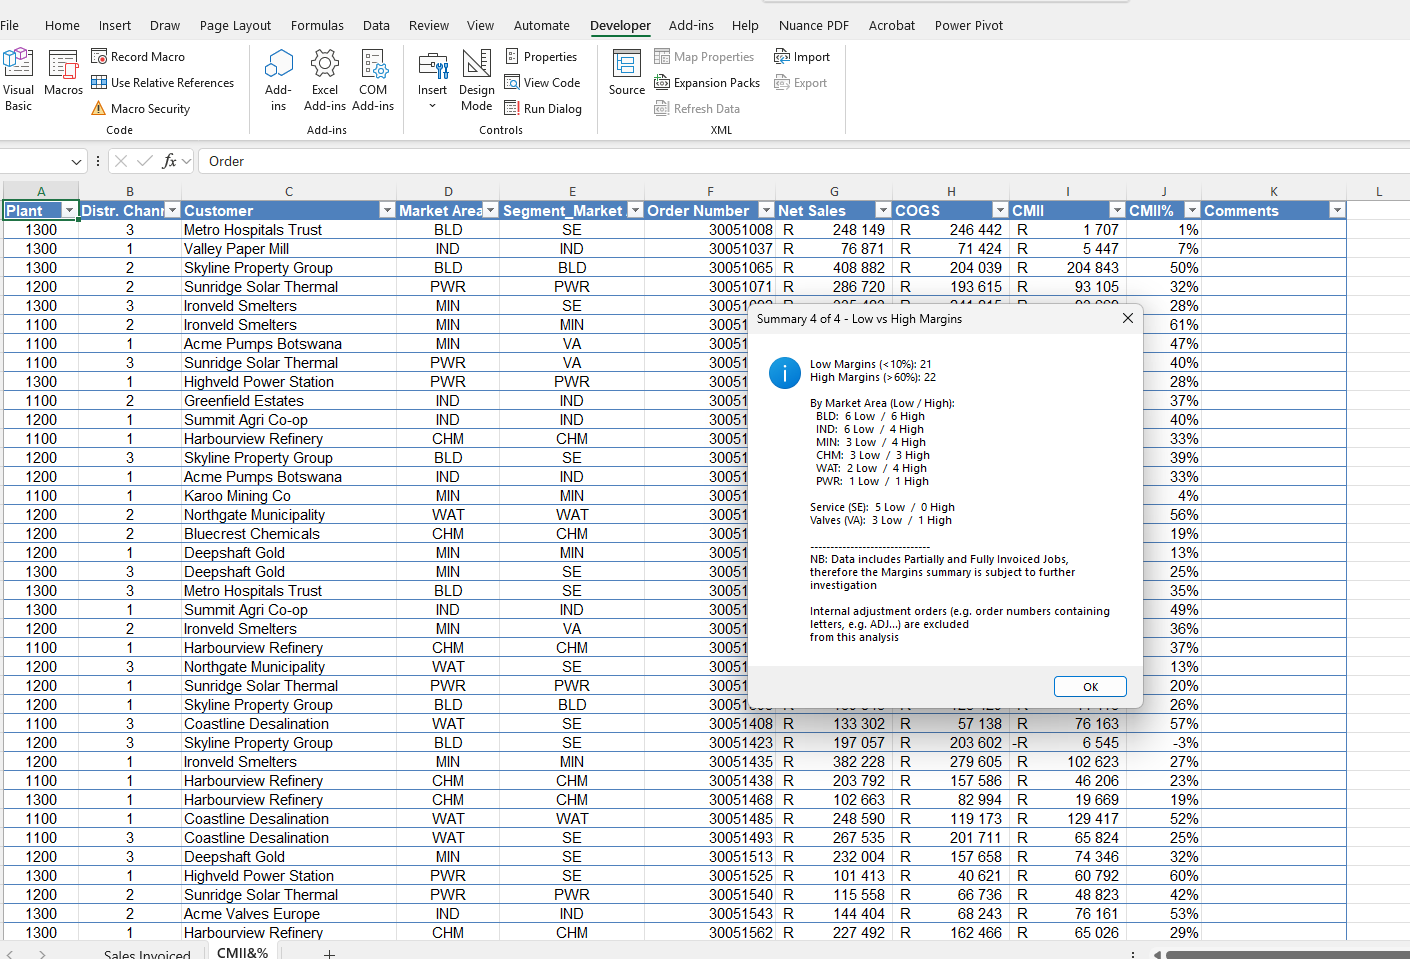 File Home Insert Draw Page Layout Formulas Data Review View Automate Developer Add-ins Help Nuance PDF Acrobat Power Pivot
Visual Basic
Macros
Record Macro
Use Relative References
Macro Security
Code
Add-ins
Excel Add-ins
COM Add-ins
Add-ins
Insert
Design Mode
Properties
View Code
Run Dialog
Controls
Source
Map Properties
Expansion Packs
Refresh Data
Import
Export
XML
fx Order
A B C D E F G H I J K L
Plant Distr. Chann Customer Market Area Segment_Market Order Number Net Sales COGS CMII CMII% Comments
1300 3 Metro Hospitals Trust BLD SE 30051008 R 248 149 R 246 442 R 1 707 1%
1300 1 Valley Paper Mill IND IND 30051037 R 76 871 R 71 424 R 5 447 7%
1300 2 Skyline Property Group BLD BLD 30051065 R 408 882 R 204 039 R 204 843 50%
1200 2 Sunridge Solar Thermal PWR PWR 30051071 R 286 720 R 193 615 R 93 105 32%
1300 3 Ironveld Smelters MIN SE 28%
1100 2 Ironveld Smelters MIN MIN 30051 61%
1100 1 Acme Pumps Botswana MIN VA 30051 47%
1100 3 Sunridge Solar Thermal PWR VA 30051 40%
1300 1 Highveld Power Station PWR PWR 30051 28%
1100 2 Greenfield Estates IND IND 30051 37%
1200 1 Summit Agri Co-op IND IND 30051 40%
1100 1 Harbourview Refinery CHM CHM 30051 33%
1200 3 Skyline Property Group BLD SE 30051 39%
1200 1 Acme Pumps Botswana IND IND 30051 33%
1100 1 Karoo Mining Co MIN MIN 30051 4%
1200 2 Northgate Municipality WAT WAT 30051 56%
1200 2 Bluecrest Chemicals CHM CHM 30051 19%
1200 1 Deepshaft Gold MIN MIN 30051 13%
1300 3 Deepshaft Gold MIN SE 30051 25%
1300 3 Metro Hospitals Trust BLD SE 30051 35%
1300 1 Summit Agri Co-op IND IND 30051 49%
1200 2 Ironveld Smelters MIN VA 30051 36%
1100 1 Harbourview Refinery CHM CHM 30051 37%
1200 3 Northgate Municipality WAT SE 30051 13%
1200 1 Sunridge Solar Thermal PWR PWR 30051 20%
1200 1 Skyline Property Group BLD BLD 26%
1100 3 Coastline Desalination WAT SE 30051408 R 133 302 R 57 138 R 76 163 57%
1200 3 Skyline Property Group BLD SE 30051423 R 197 057 R 203 602 -R 6 545 -3%
1200 1 Ironveld Smelters MIN MIN 30051435 R 382 228 R 279 605 R 102 623 27%
1100 1 Harbourview Refinery CHM CHM 30051438 R 203 792 R 157 586 R 46 206 23%
1300 1 Harbourview Refinery CHM CHM 30051468 R 102 663 R 82 994 R 19 669 19%
1100 1 Coastline Desalination WAT WAT 30051485 R 248 590 R 119 173 R 129 417 52%
1100 3 Coastline Desalination WAT SE 30051493 R 267 535 R 201 711 R 65 824 25%
1200 3 Deepshaft Gold MIN SE 30051513 R 232 004 R 157 658 R 74 346 32%
1300 1 Highveld Power Station PWR SE 30051525 R 101 413 R 40 621 R 60 792 60%
1200 2 Sunridge Solar Thermal PWR PWR 30051540 R 115 558 R 66 736 R 48 823 42%
1300 2 Acme Valves Europe IND IND 30051543 R 144 404 R 68 243 R 76 161 53%
1300 1 Harbourview Refinery CHM CHM 30051562 R 227 492 R 162 466 R 65 026 29%
Summary 4 of 4 - Low vs High Margins
Low Margins (<10%): 21
High Margins (>60%): 22
By Market Area (Low / High):
BLD: 6 Low / 6 High
IND: 6 Low / 4 High
MIN: 3 Low / 4 High
CHM: 3 Low / 3 High
WAT: 2 Low / 4 High
PWR: 1 Low / 1 High
Service (SE): 5 Low / 0 High
Valves (VA): 3 Low / 1 High
------------------------------
NB: Data includes Partially and Fully Invoiced Jobs,
therefore the Margins summary is subject to further
investigation
Internal adjustment orders (e.g. order numbers containing
letters, e.g. ADJ...) are excluded
from this analysis
OK
Sales Invoiced CMII&%